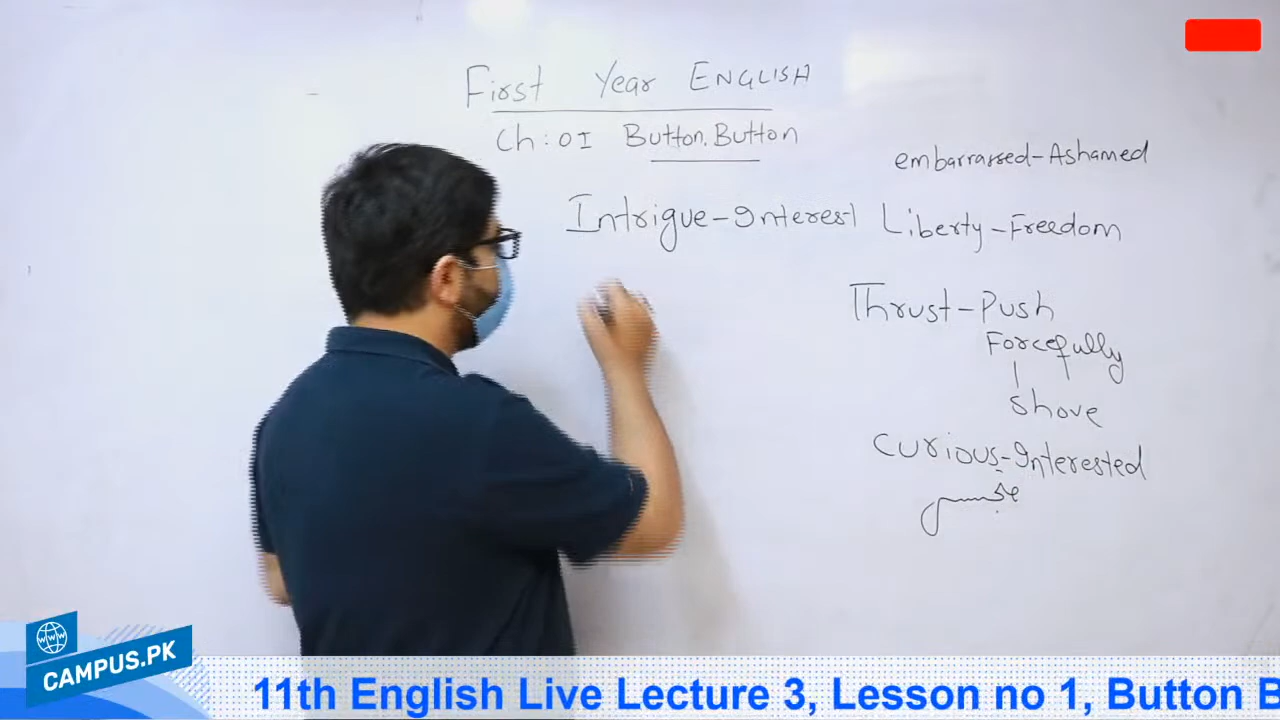 First Year ENGLISH
Ch:01 Button.Button
embarrassed-Ashamed
Intrigue-Interest
Liberty-Freedom
Thrust-Push
Forcefully
Shove
Curious-Interested
تجسس
WWW
CAMPUS.PK
11th English Live Lecture 3, Lesson no 1, Button B